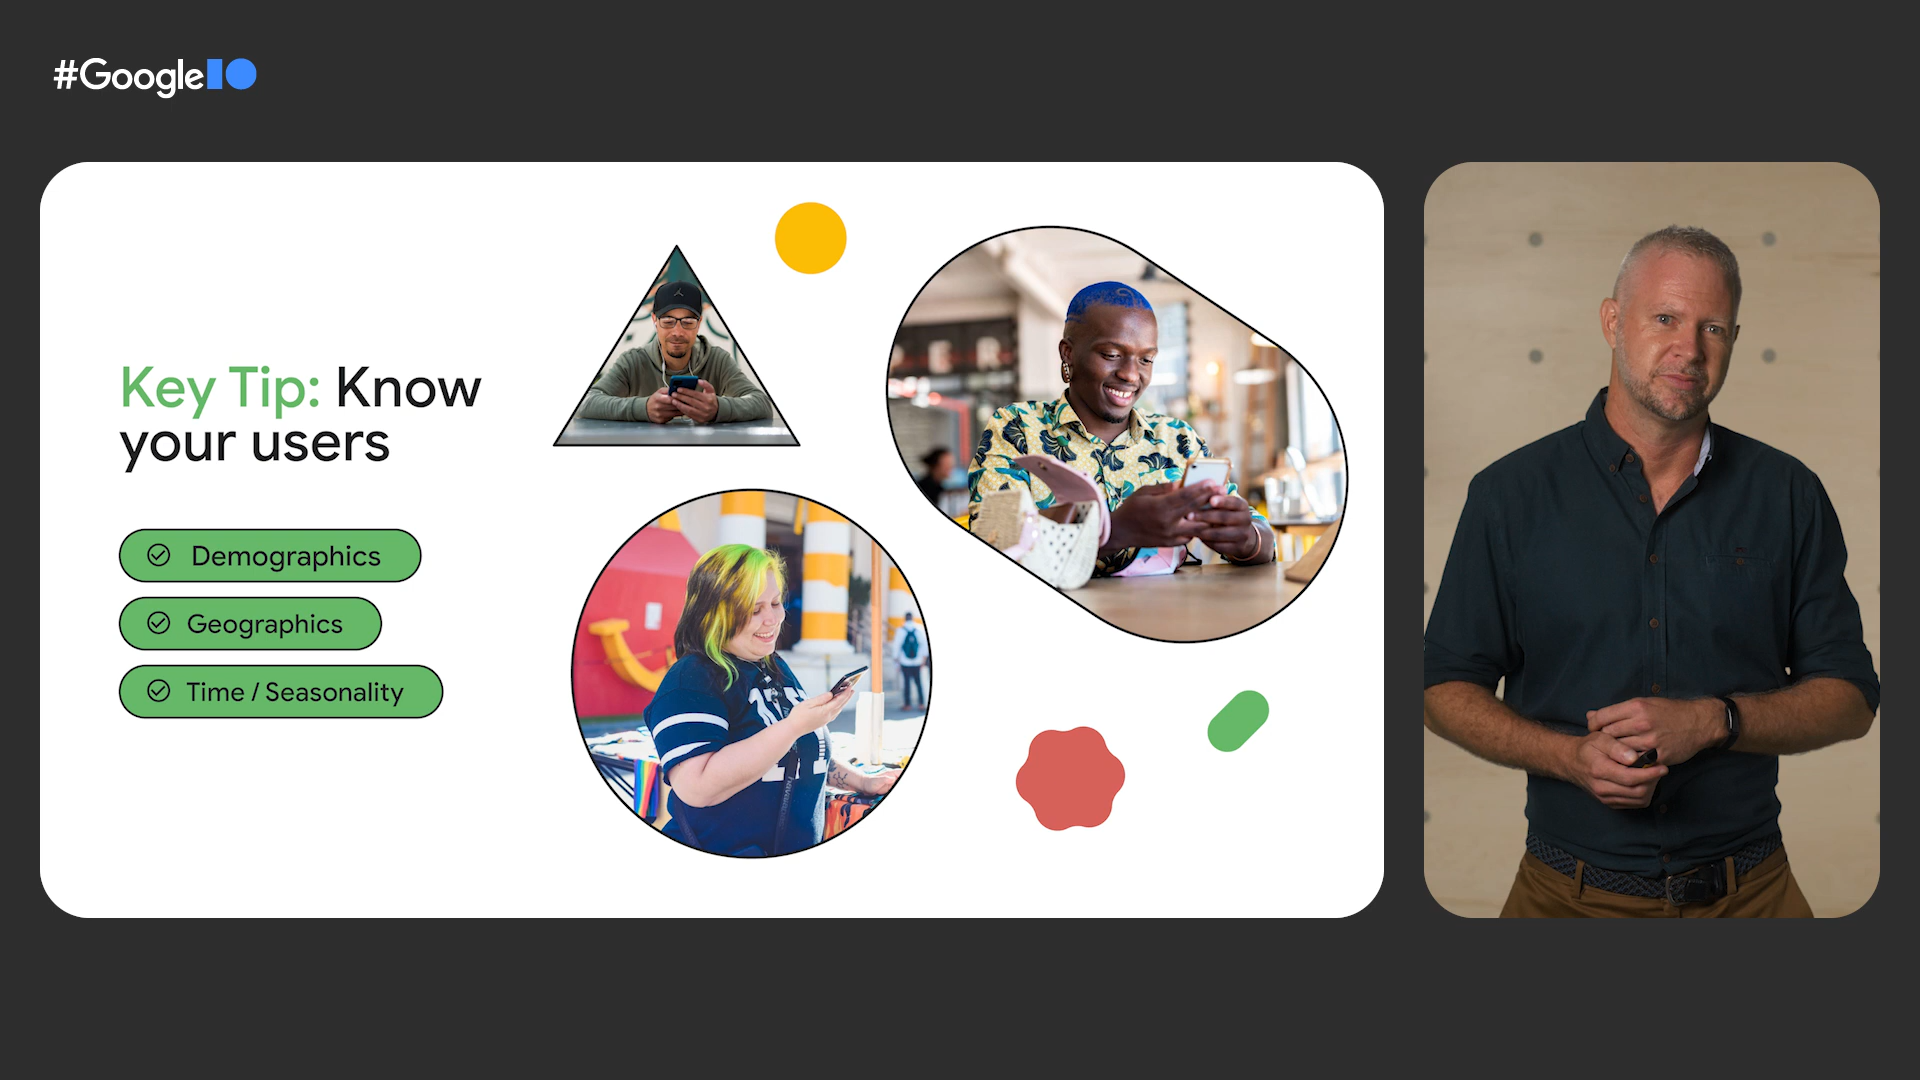 #GoogleIO
Key Tip: Know
your users
Demographics
Geographics
Time / Seasonality